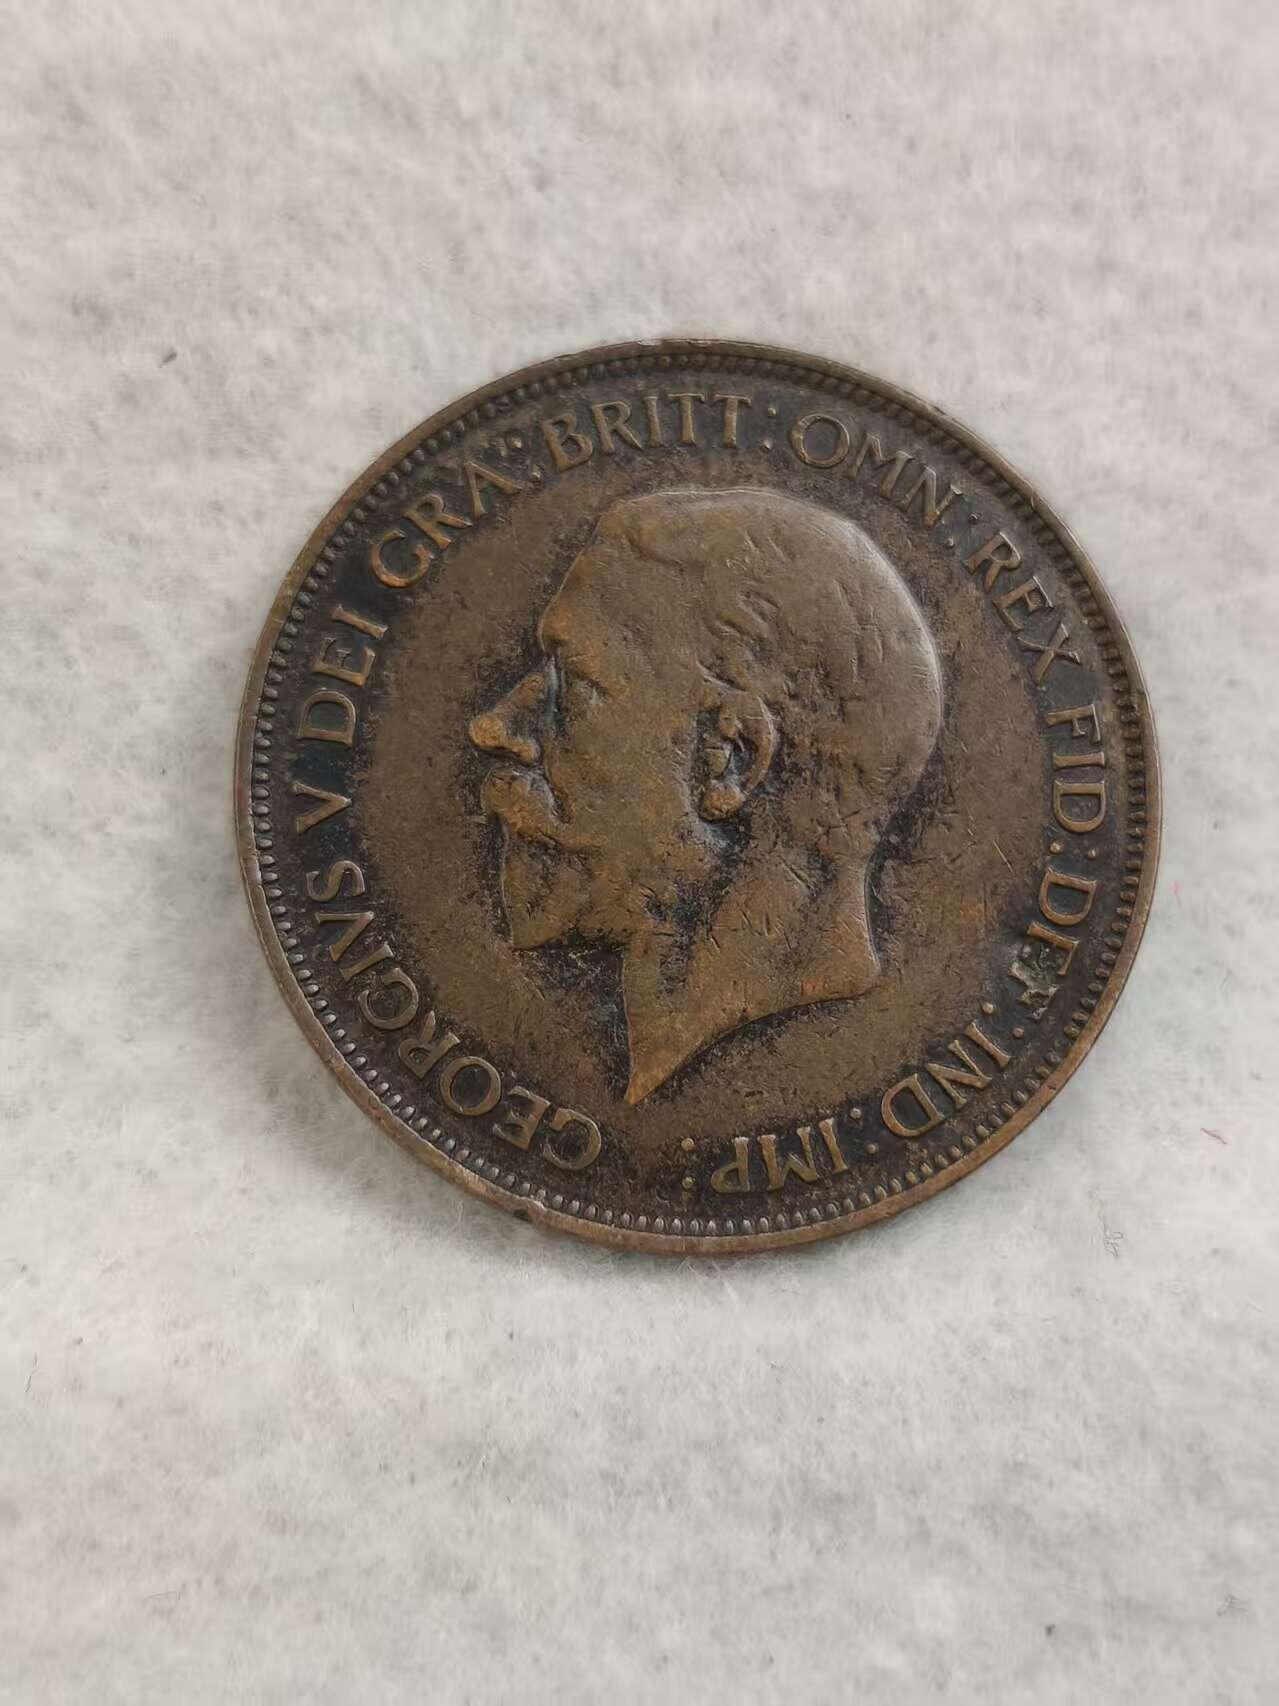 GEORGIVS V DEI GRA: BRITT: OMN: REX FID: DEF: IND: IMP: